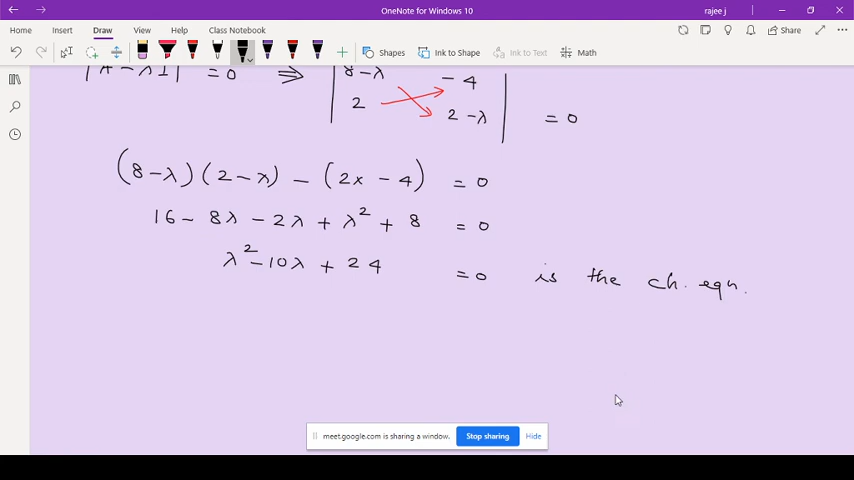 OneNote for Windows 10
rajee j
Home Insert Draw View Help Class Notebook Share
Shapes Ink to Shape Ink to Text Math
|A - λI| = 0 ⇒ | 8-λ -4 |
2 2-λ = 0
(8-λ)(2-λ) - (2x - 4) = 0
16 - 8λ - 2λ + λ² + 8 = 0
λ² - 10λ + 24 = 0 is the ch. eqn.
meet.google.com is sharing a window. Stop sharing Hide